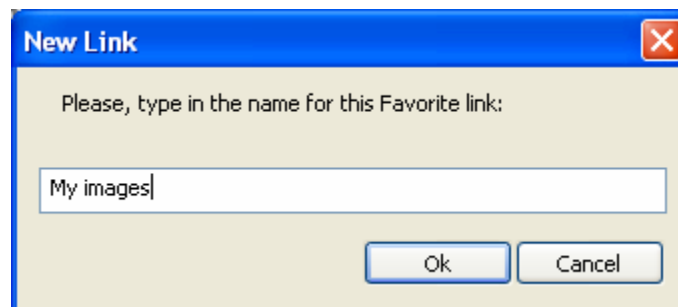 New Link
Please, type in the name for this Favorite link:
My images
Ok Cancel